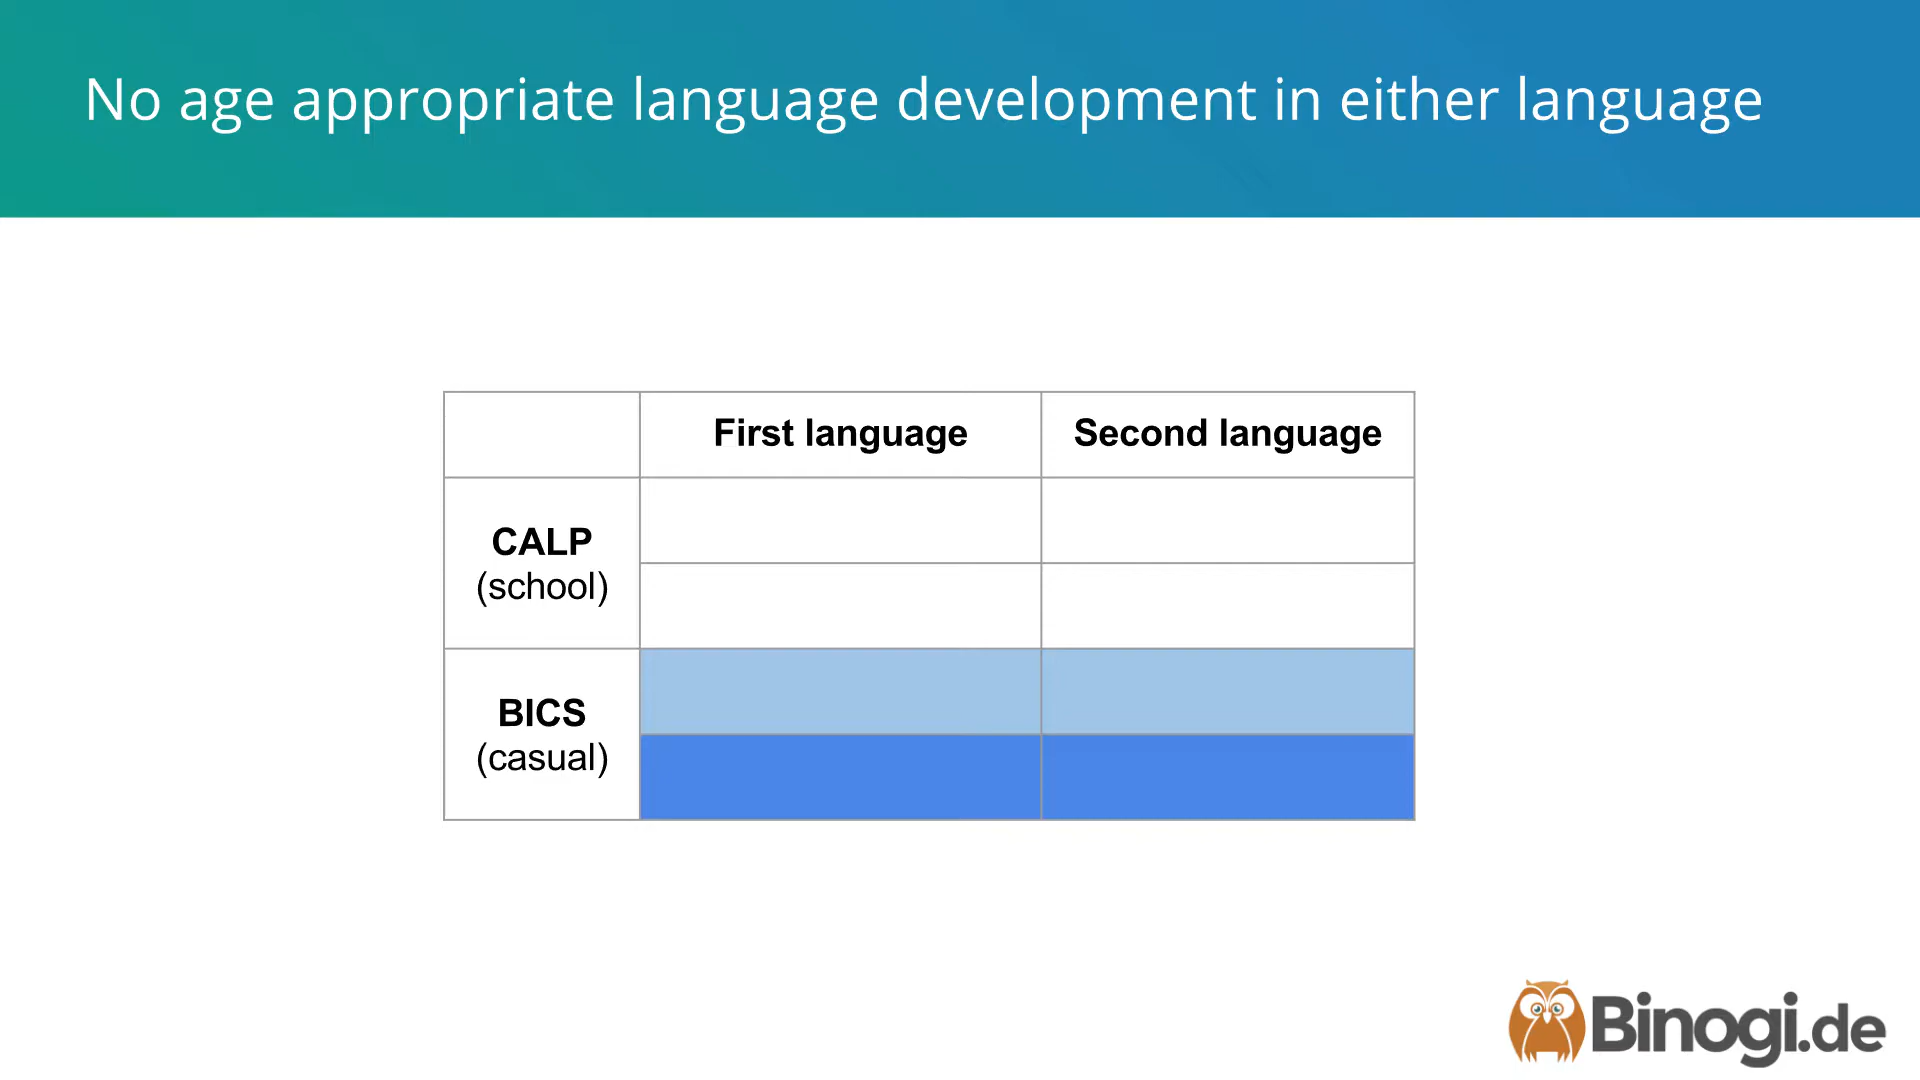 No age appropriate language development in either language
First language
Second language
CALP
(school)
BICS
(casual)
Binogi.de